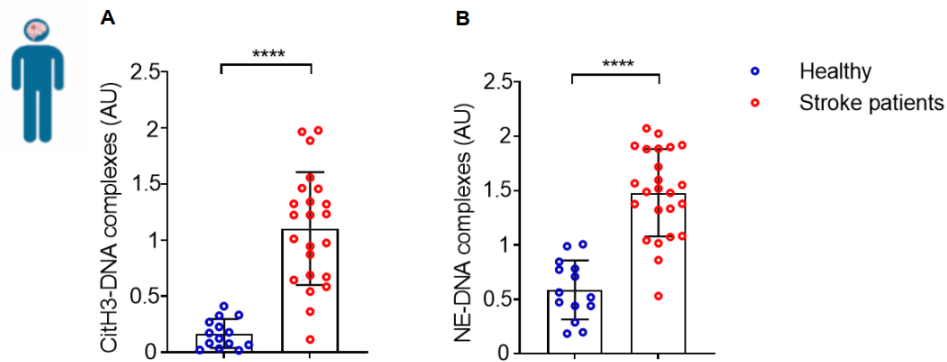 A
****
CitH3-DNA complexes (AU)
2.5
2
1.5
1
0.5
0
B
****
NE-DNA complexes (AU)
2.5
2.0
1.5
1
0.5
0
Healthy
Stroke patients